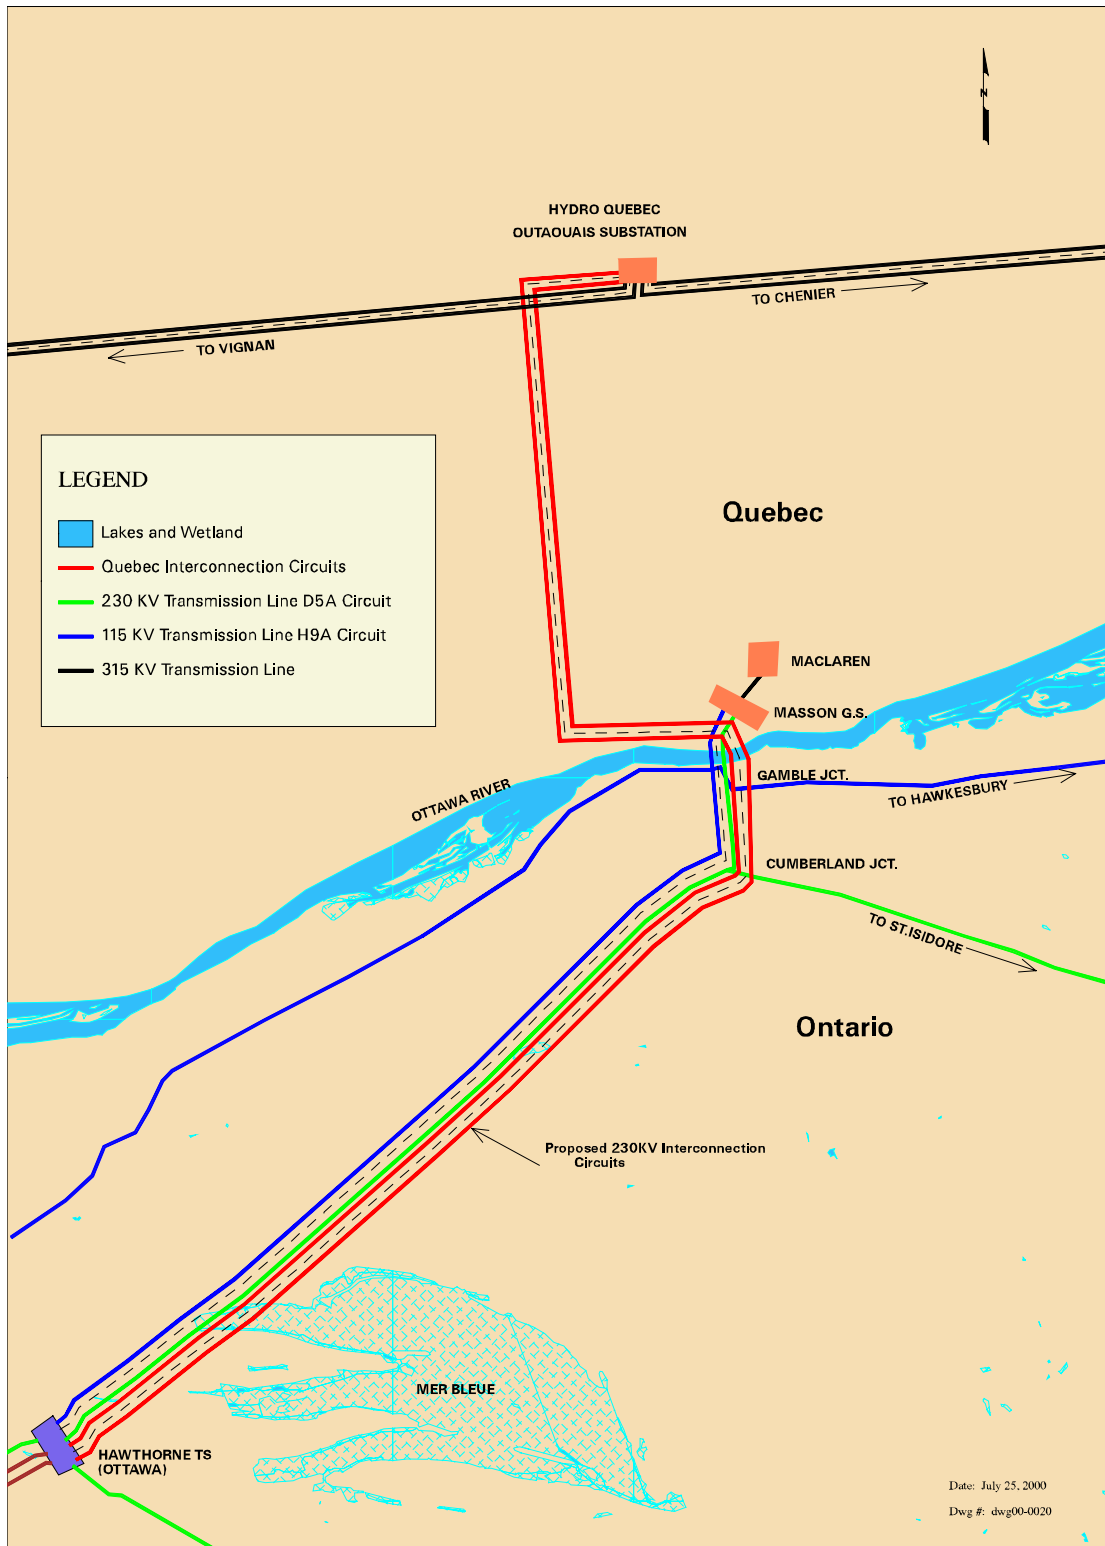 N
HYDRO QUEBEC
OUTAOUAIS SUBSTATION
TO CHENIER
TO VIGNAN
LEGEND
Lakes and Wetland
Quebec Interconnection Circuits
230 KV Transmission Line D5A Circuit
115 KV Transmission Line H9A Circuit
315 KV Transmission Line
Quebec
MACLAREN
MASSON G.S.
GAMBLE JCT.
OTTAWA RIVER
TO HAWKESBURY
CUMBERLAND JCT.
TO ST.ISIDORE
Ontario
Proposed 230KV Interconnection
Circuits
MER BLEUE
HAWTHORNE TS
(OTTAWA)
Date: July 25, 2000
Dwg #: dwg00-0020